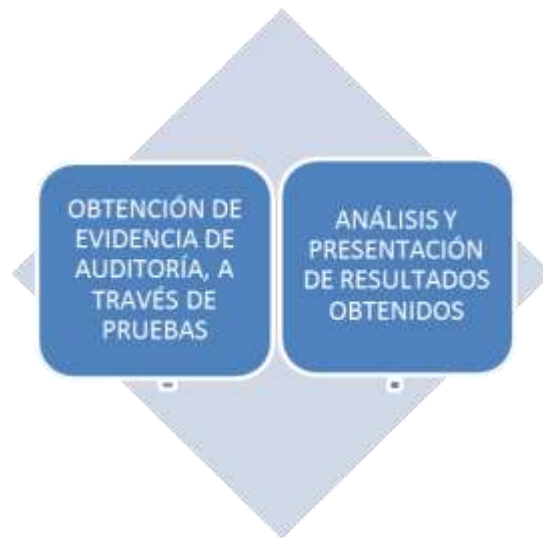 OBTENCIÓN DE
EVIDENCIA DE
AUDITORÍA, A
TRAVÉS DE
PRUEBAS
ANÁLISIS Y
PRESENTACIÓN
DE RESULTADOS
OBTENIDOS